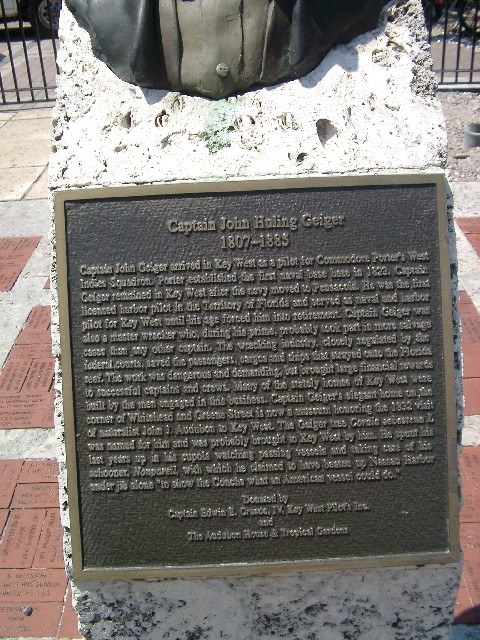 Captain John Huling Geiger
1807-1885
Captain John Geiger arrived in Key West as a pilot for Commodore Porter's West
Indies Squadron. Porter established the first naval base here in 1823. Captain
Geiger remained in Key West after the navy moved to Pensacola. He was the first
licensed harbor pilot in the Territory of Florida and served as naval and harbor
pilot for Key West until his age forced him into retirement. Captain Geiger was
also a master wrecker who, during his prime, probably took part in more salvage
cases than any other captain. The wrecking industry, closely regulated by the
federal courts, saved the passengers, cargos and ships that strayed onto the Florida
reef. The work was dangerous and demanding, but brought large financial rewards
to successful captains and crews. Many of the stately homes of Key West were
built by the men engaged in this business. Captain Geiger's elegant home on the
corner of Whitehead and Greene Street is now a museum honoring the 1832 visit
of naturalist John J. Audubon to Key West. The Geiger tree Cordia sebestena L.
was named for him and was probably brought to Key West by him. He spent his
last years up in his cupola watching passing vessels and taking care of his
schooner, Nonpareil, with which he claimed to have beaten up Nassau Harbor
under jib alone "to show the Conchs what an American vessel could do."
Donated by
Captain Edwin E. Crusoe, IV, Key West Pilot's Inc.
and
The Audubon House & Tropical Gardens